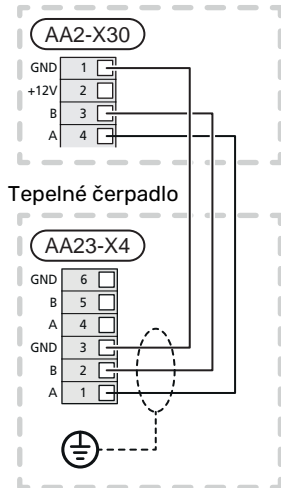 AA2-X30
GND 1
+12V 2
B 3
A 4
Tepelné čerpadlo
AA23-X4
GND 6
B 5
A 4
GND 3
B 2
A 1